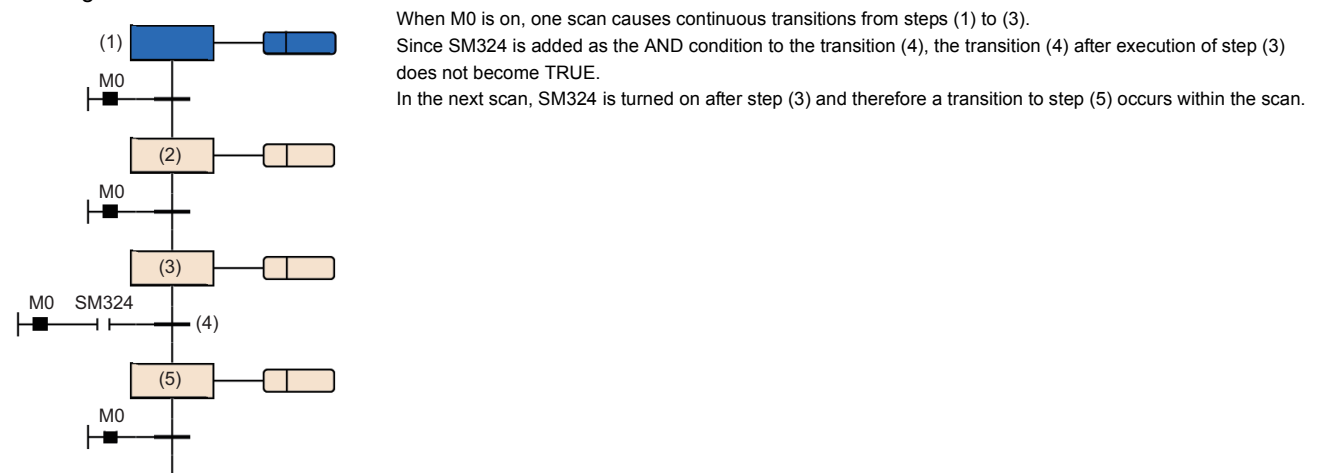 When M0 is on, one scan causes continuous transitions from steps (1) to (3).
Since SM324 is added as the AND condition to the transition (4), the transition (4) after execution of step (3)
does not become TRUE.
In the next scan, SM324 is turned on after step (3) and therefore a transition to step (5) occurs within the scan.
(1)
M0
(2)
M0
(3)
M0 SM324
(4)
(5)
M0